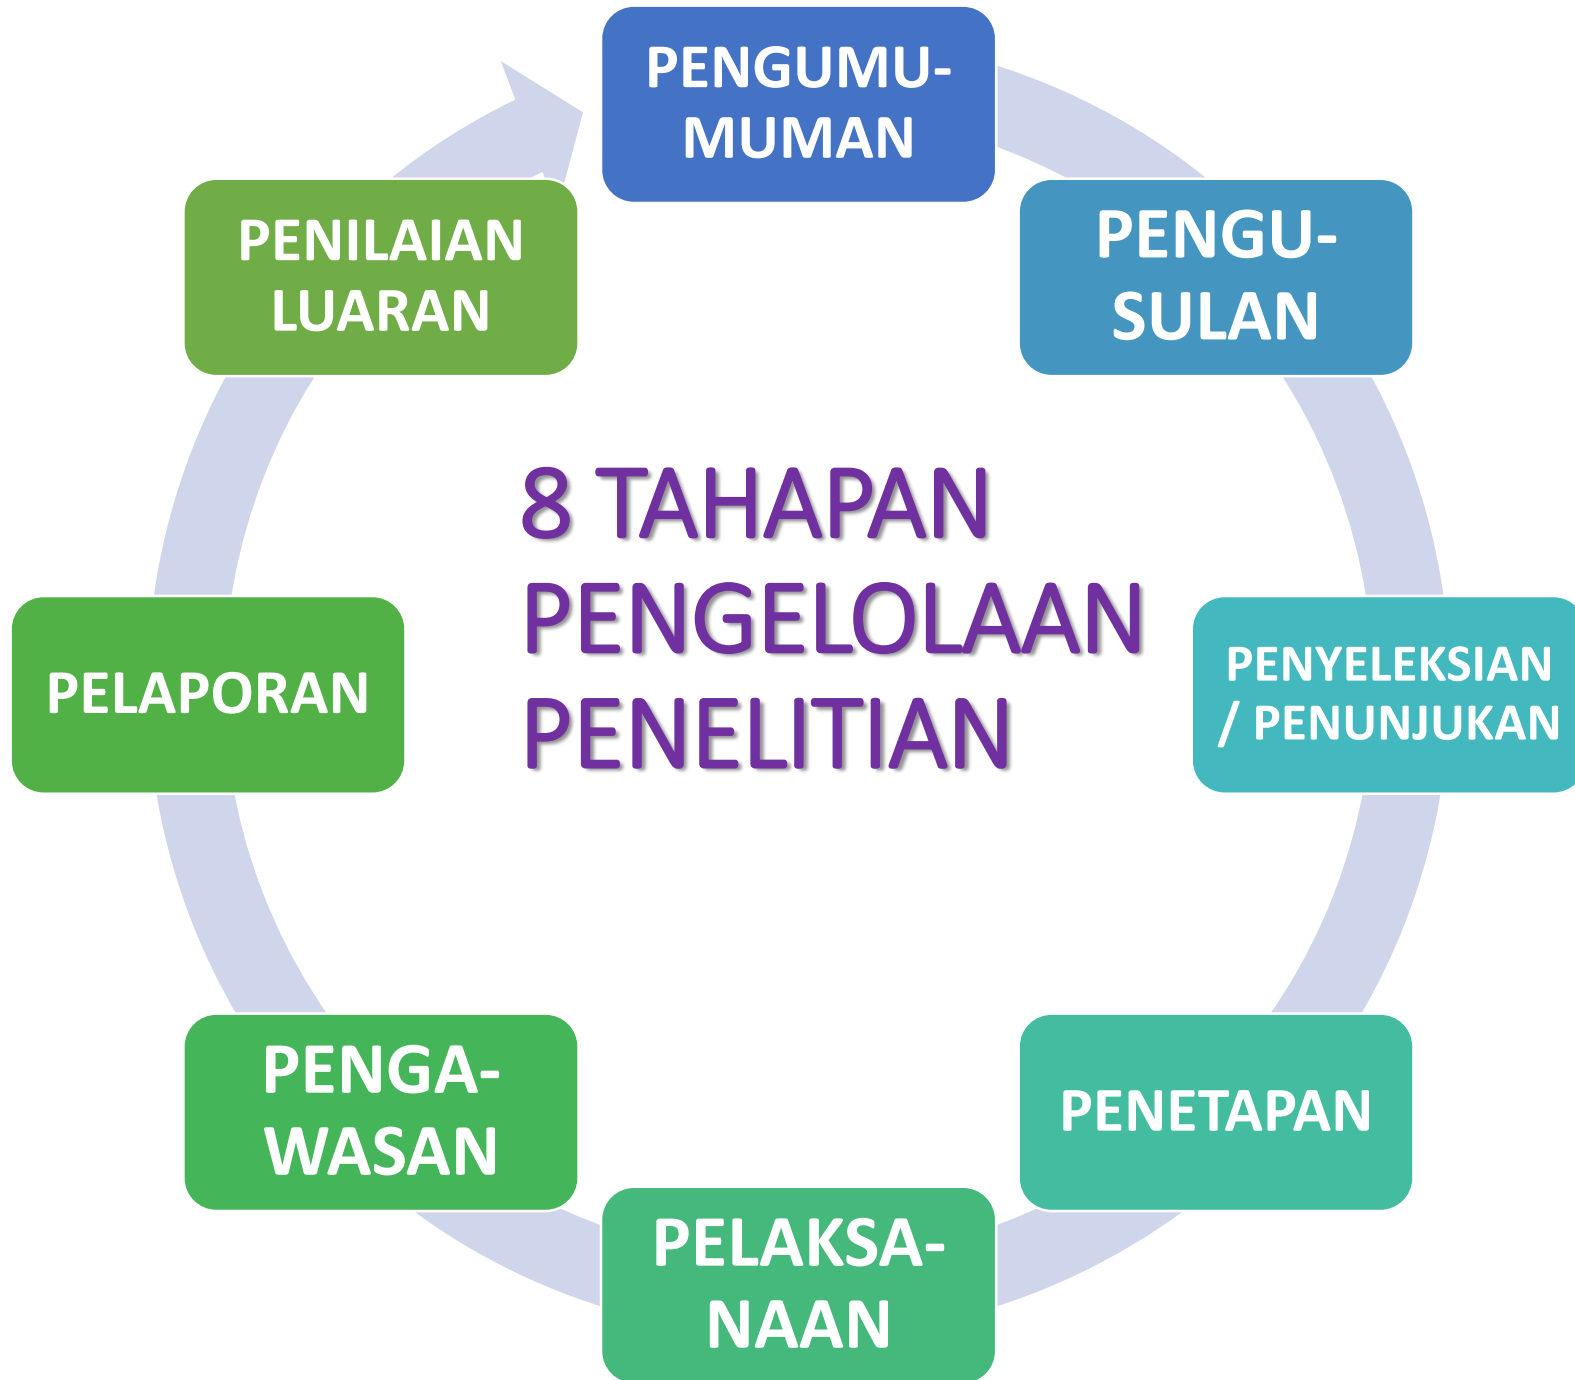 PENGUMU-
MUMAN
PENGU-
SULAN
PENYELEKSIAN
/ PENUNJUKAN
PENETAPAN
PELAKSA-
NAAN
PENGA-
WASAN
PELAPORAN
PENILAIAN
LUARAN
8 TAHAPAN
PENGELOLAAN
PENELITIAN